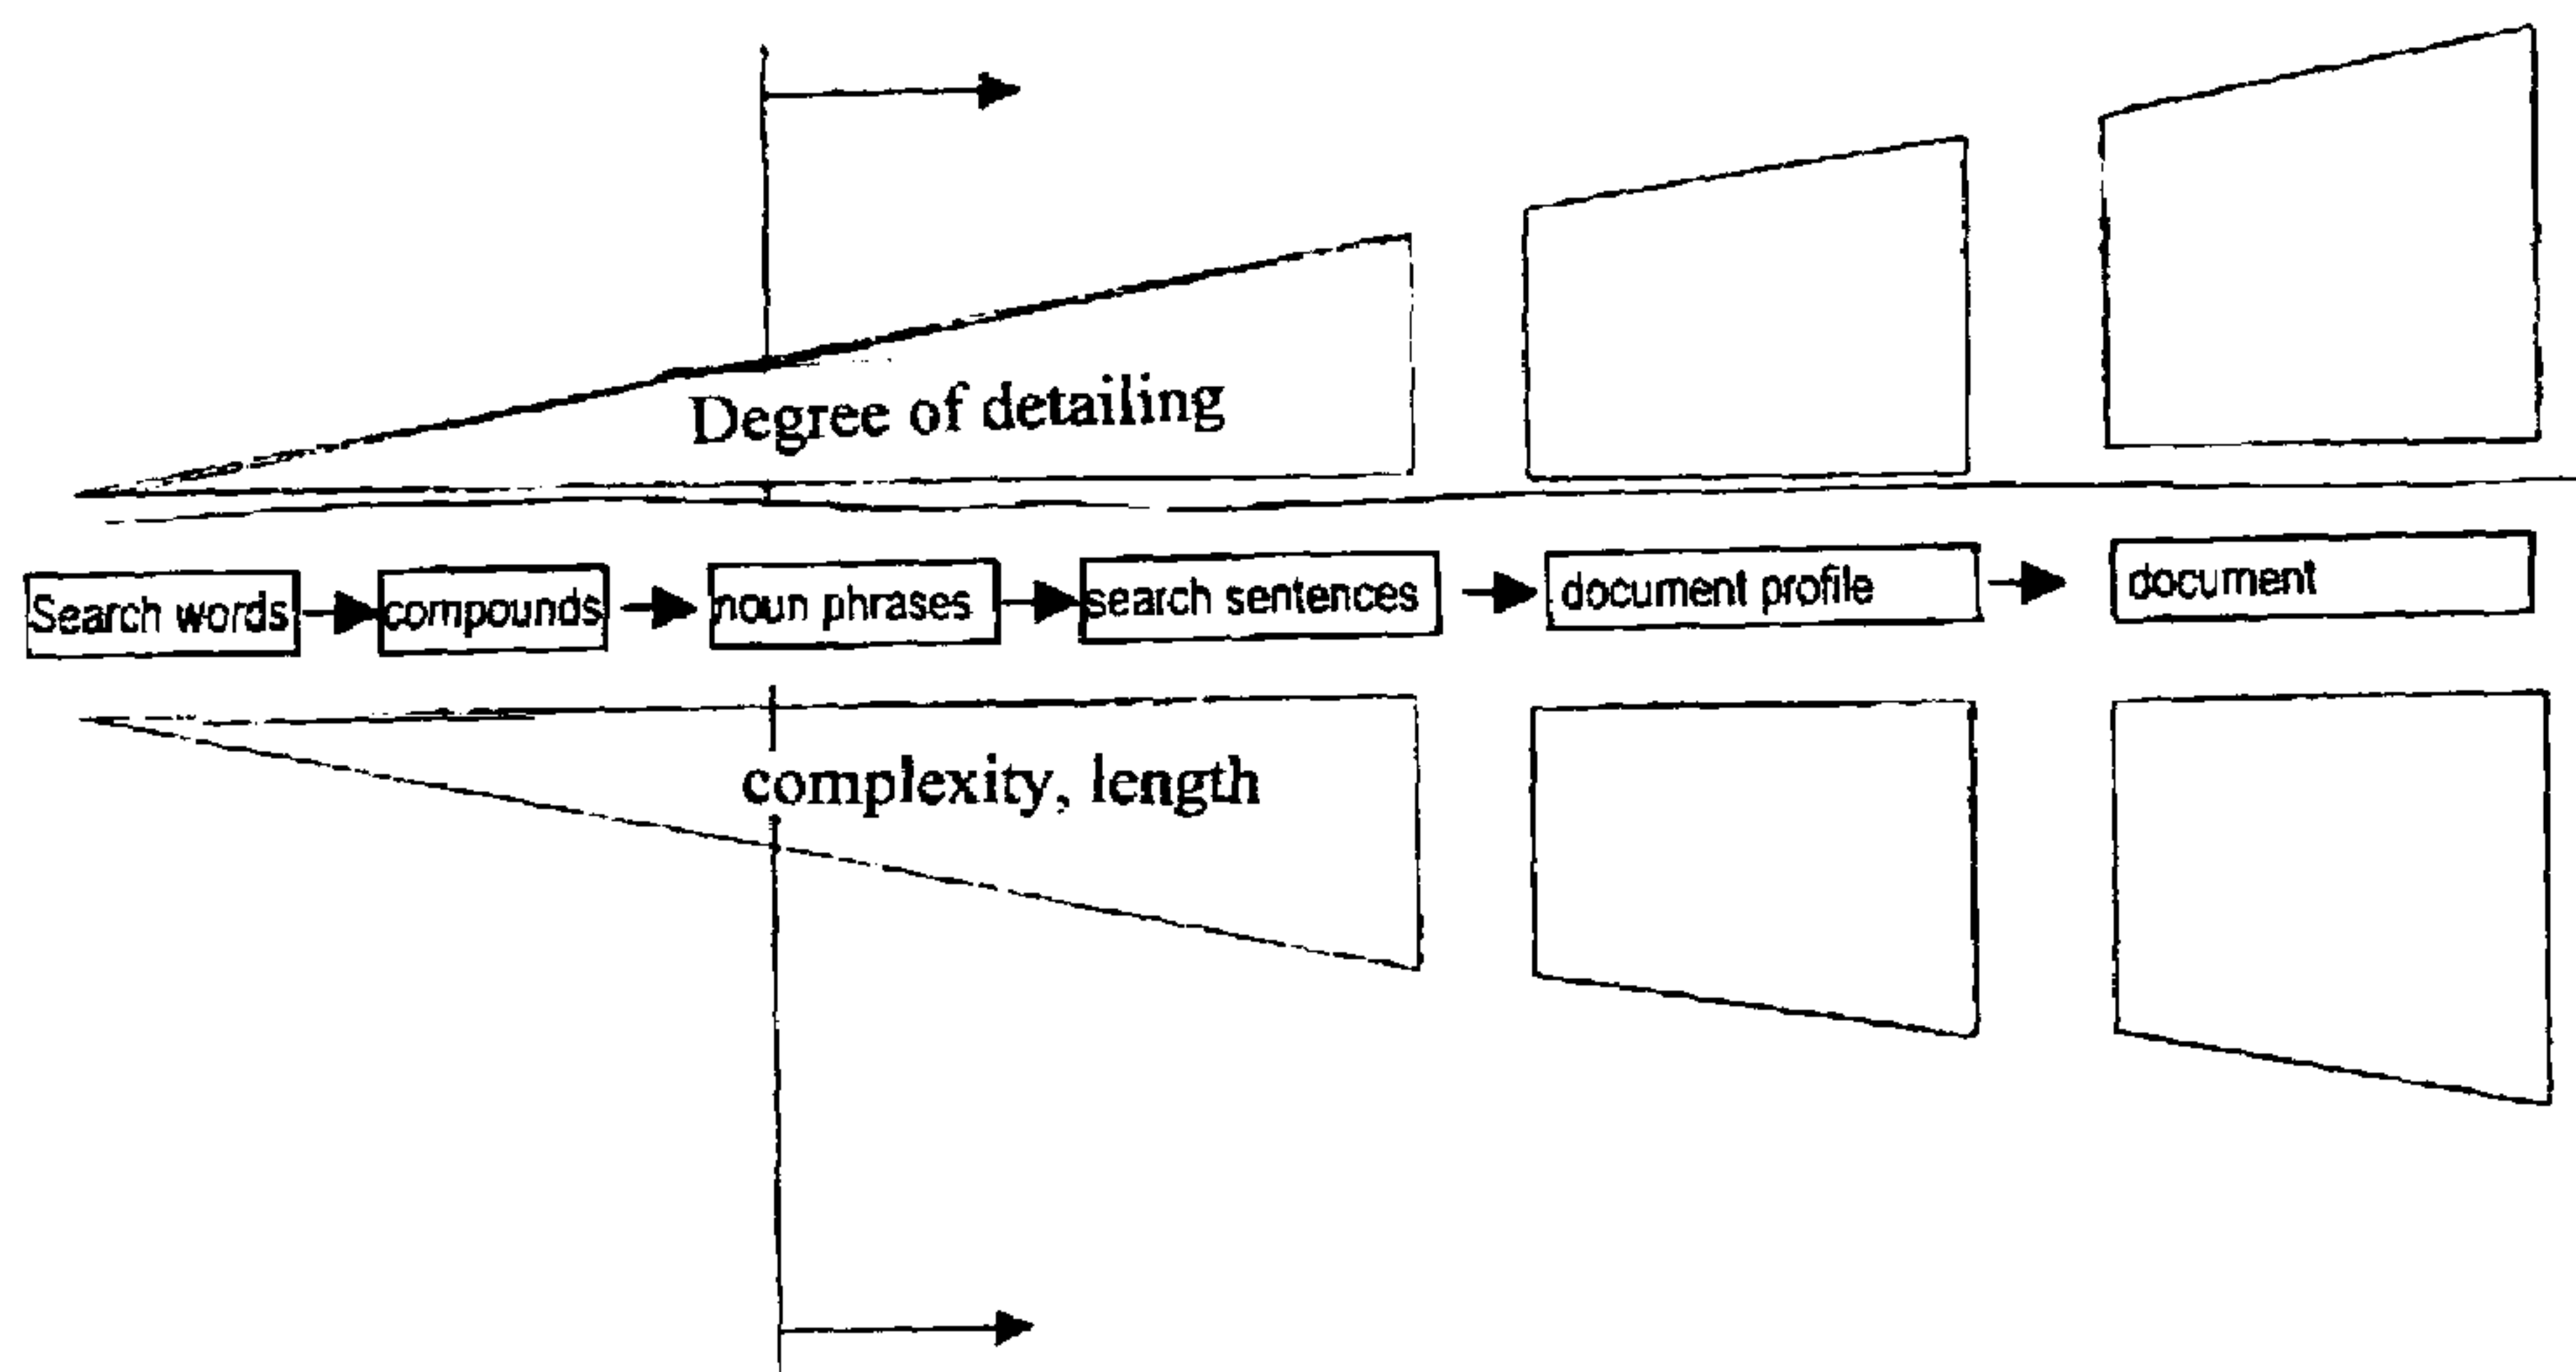 Degree of detailing
Search words compounds noun phrases search sentences document profile document
complexity, length